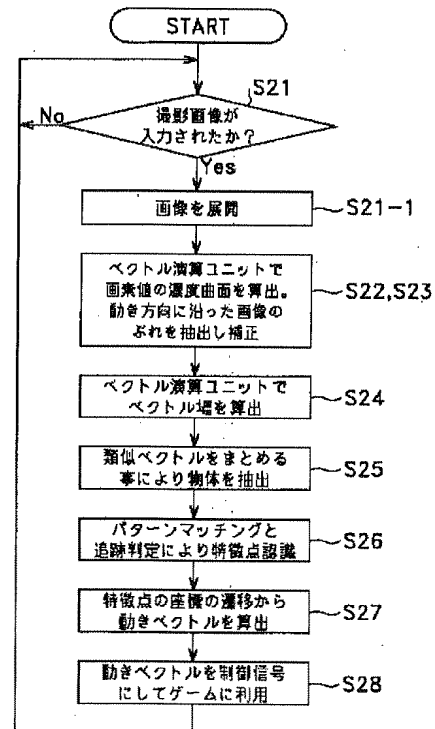 START
S21
撮影画像が
入力されたか?
No
Yes
画像を展開
S21-1
ベクトル演算ユニットで
画素値の濃度曲面を算出。
動き方向に沿った画像の
ぶれを抽出し補正
S22,S23
ベクトル演算ユニットで
ベクトル場を算出
S24
類似ベクトルをまとめる
事により物体を抽出
S25
パターンマッチングと
追跡判定により特徴点認識
S26
特徴点の座標の遷移から
動きベクトルを算出
S27
動きベクトルを制御信号
にしてゲームに利用
S28